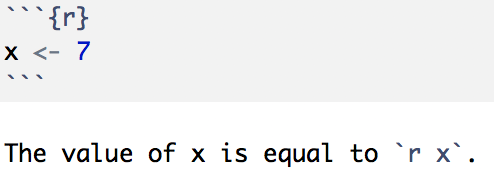 ```{r}
x <- 7
```
The value of x is equal to `r x`.